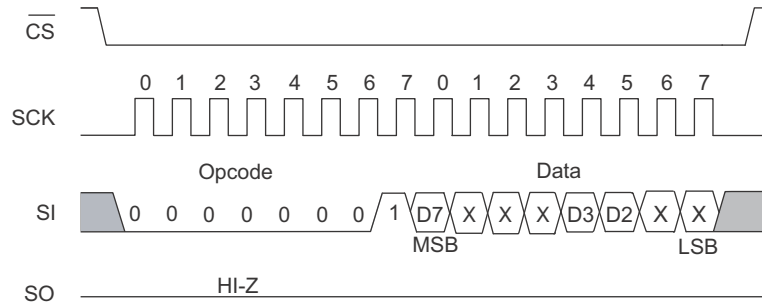 CS
0 1 2 3 4 5 6 7 0 1 2 3 4 5 6 7
SCK
Opcode Data
SI 0 0 0 0 0 0 0 1 D7 X X X D3 D2 X X
MSB LSB
HI-Z
SO